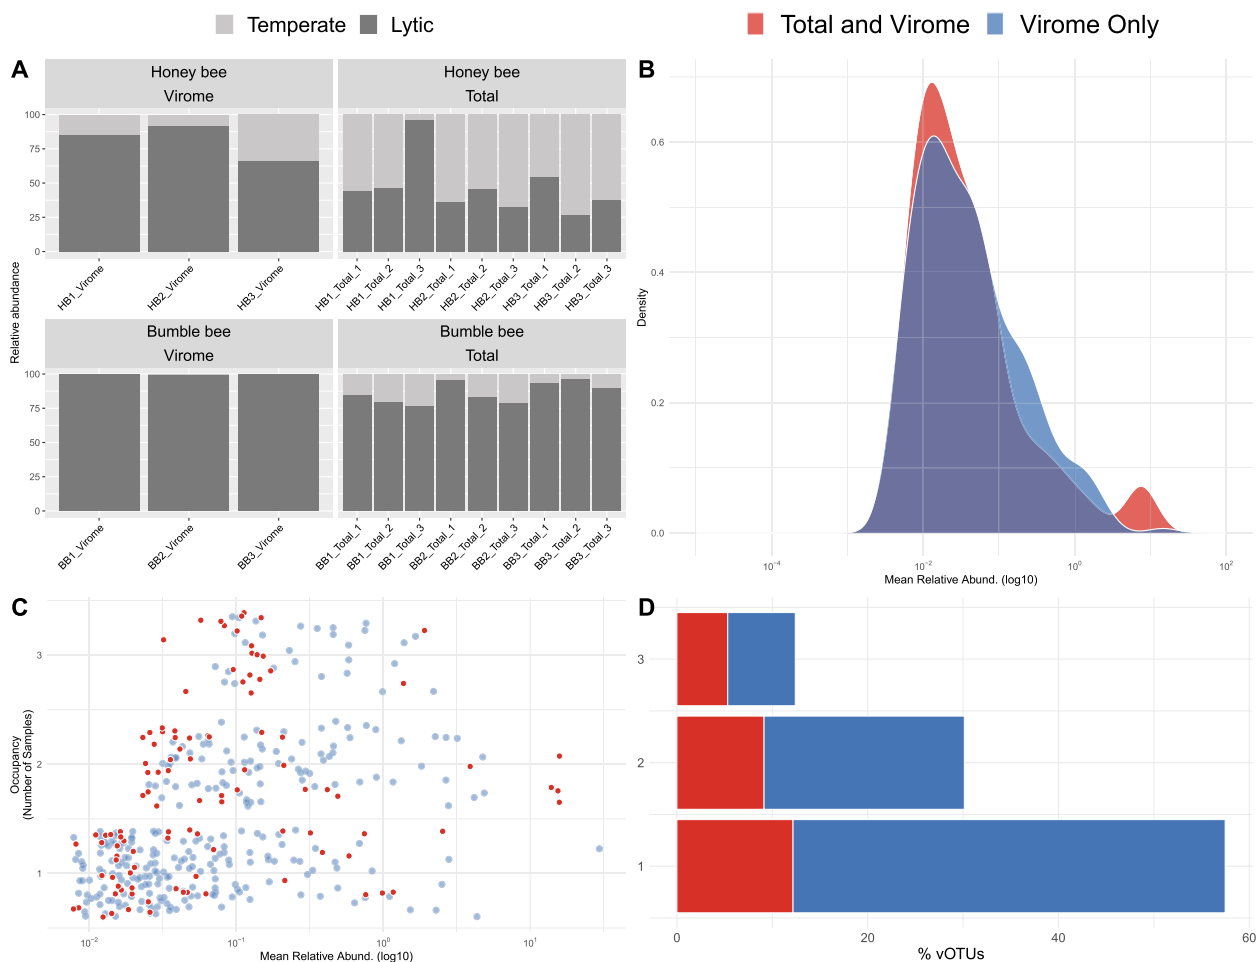 Temperate Lytic
Total and Virome Virome Only
A
Honey bee
Virome
Honey bee
Total
Relative abundance
100
75
50
25
0
HB1_Virome
HB2_Virome
HB3_Virome
HB1_Total_1
HB1_Total_2
HB1_Total_3
HB2_Total_1
HB2_Total_2
HB2_Total_3
HB3_Total_1
HB3_Total_2
HB3_Total_3
Bumble bee
Virome
Bumble bee
Total
100
75
50
25
0
BB1_Virome
BB2_Virome
BB3_Virome
BB1_Total_1
BB1_Total_2
BB1_Total_3
BB2_Total_1
BB2_Total_2
BB2_Total_3
BB3_Total_1
BB3_Total_2
BB3_Total_3
B
Density
0.6
0.4
0.2
0.0
10⁻⁴
10⁻²
10⁰
10²
Mean Relative Abund. (log10)
C
Occupancy
(Number of Samples)
3
2
1
10⁻²
10⁻¹
10⁰
10¹
Mean Relative Abund. (log10)
D
3
2
1
0
20
40
60
% vOTUs